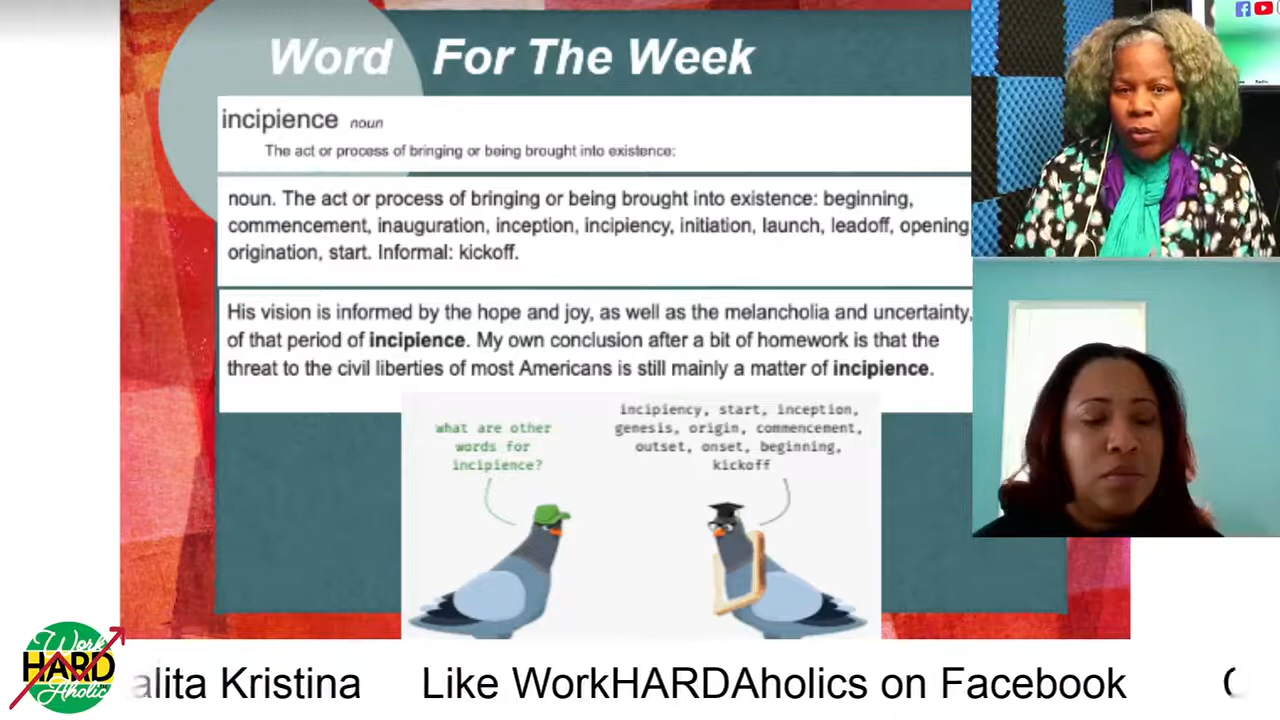 Word For The Week
incipience noun
The act or process of bringing or being brought into existence:
noun. The act or process of bringing or being brought into existence: beginning,
commencement, inauguration, inception, incipiency, initiation, launch, leadoff, opening,
origination, start. Informal: kickoff.
His vision is informed by the hope and joy, as well as the melancholia and uncertainty,
of that period of incipience. My own conclusion after a bit of homework is that the
threat to the civil liberties of most Americans is still mainly a matter of incipience.
what are other
words for
incipience?
incipiency, start, inception,
genesis, origin, commencement,
outset, onset, beginning,
kickoff
Work
HARD
Aholic
alita Kristina Like WorkHARDAholics on Facebook